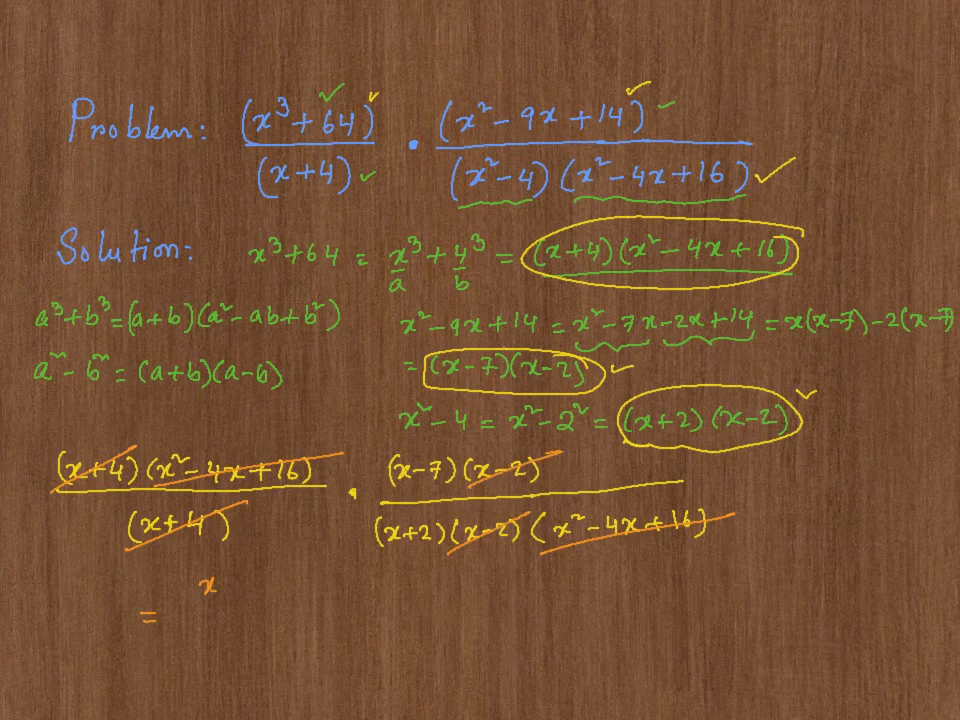 Problem: (x³+64)/(x+4) · (x²-9x+14)/((x²-4)(x²-4x+16))
Solution: x³+64 = x³+4³ = (x+4)(x²-4x+16)
a b
a³+b³=(a+b)(a²-ab+b²)
x²-9x+14 = x²-7x-2x+14 = x(x-7)-2(x-7)
a²-b²=(a+b)(a-b)
= (x-7)(x-2)
x²-4 = x²-2² = (x+2)(x-2)
(x+4)(x²-4x+16)/(x+4) · (x-7)(x-2)/((x+2)(x-2)(x²-4x+16))
= x